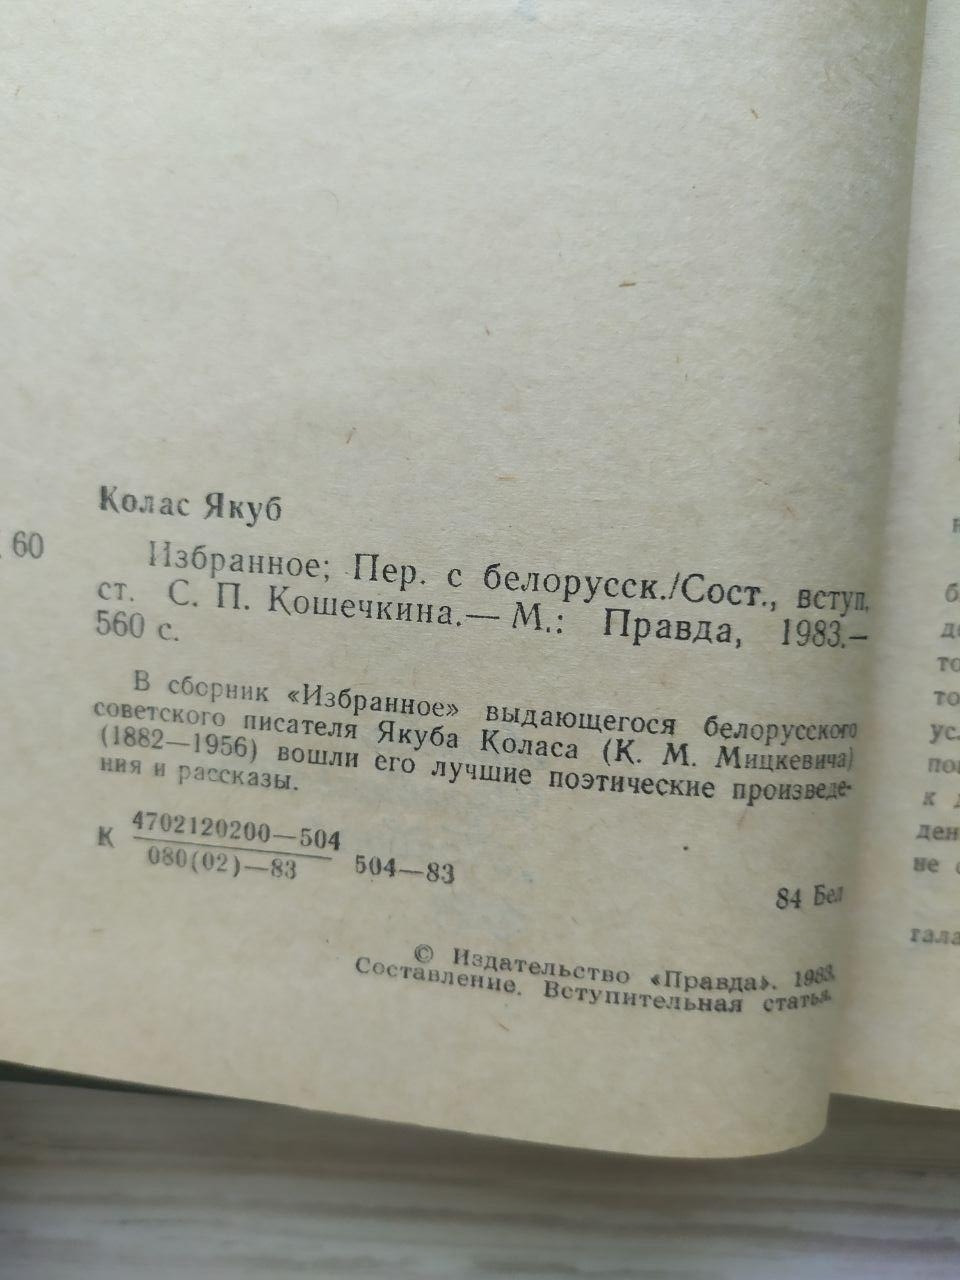 Колас Якуб
60
Избранное; Пер. с белорусск./Сост., вступ.
ст. С. П. Кошечкина.— М.: Правда, 1983.—
560 с.
В сборник «Избранное» выдающегося белорусского
советского писателя Якуба Коласа (К. М. Мицкевича)
(1882—1956) вошли его лучшие поэтические произведе-
ния и рассказы.
К 4702120200—504
080(02)—83 504—83
84 Бел
© Издательство «Правда». 1983.
Составление. Вступительная статья.